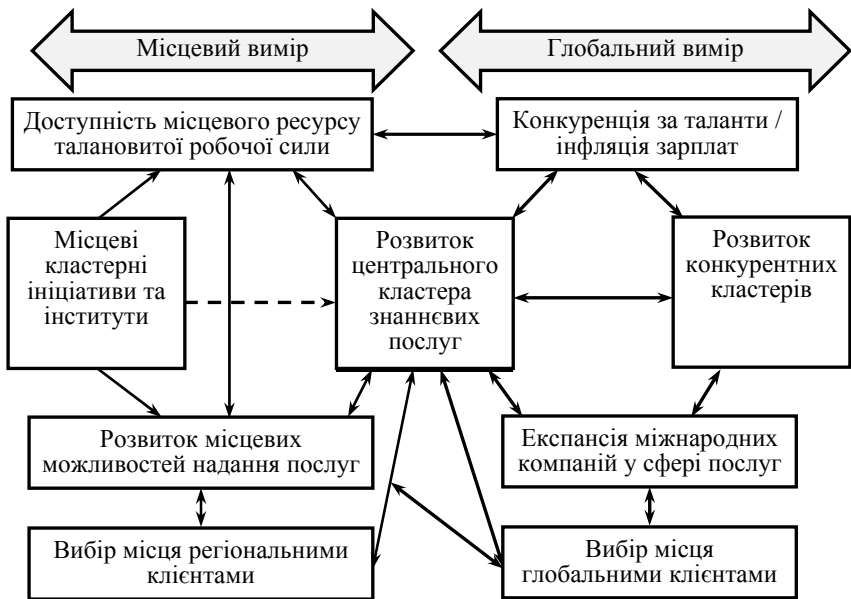 Місцевий вимір
Глобальний вимір
Доступність місцевого ресурсу
талановитої робочої сили
Конкуренція за таланти /
інфляція зарплат
Місцеві
кластерні
ініціативи та
інститути
Розвиток
центрального
кластера
знаннєвих
послуг
Розвиток
конкурентних
кластерів
Розвиток місцевих
можливостей надання послуг
Експансія міжнародних
компаній у сфері послуг
Вибір місця регіональними
клієнтами
Вибір місця
глобальними клієнтами